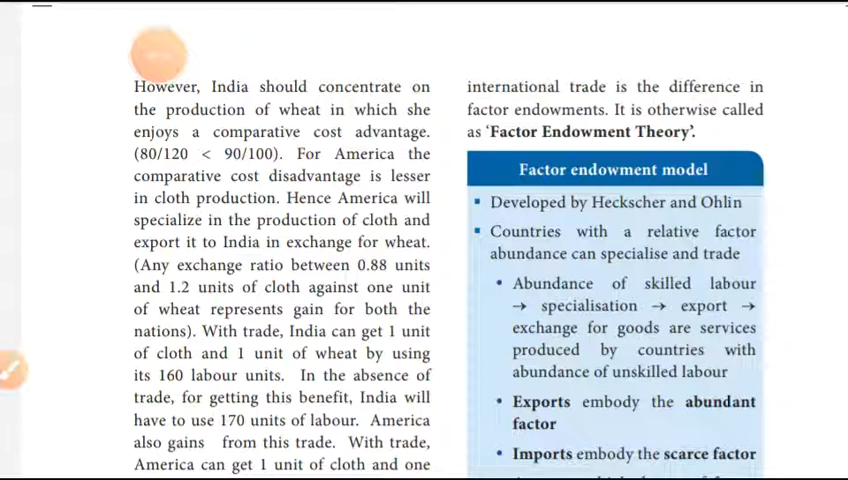 However, India should concentrate on
the production of wheat in which she
enjoys a comparative cost advantage.
(80/120 < 90/100). For America the
comparative cost disadvantage is lesser
in cloth production. Hence America will
specialize in the production of cloth and
export it to India in exchange for wheat.
(Any exchange ratio between 0.88 units
and 1.2 units of cloth against one unit
of wheat represents gain for both the
nations). With trade, India can get 1 unit
of cloth and 1 unit of wheat by using
its 160 labour units. In the absence of
trade, for getting this benefit, India will
have to use 170 units of labour. America
also gains from this trade. With trade,
America can get 1 unit of cloth and one
international trade is the difference in
factor endowments. It is otherwise called
as ‘Factor Endowment Theory’.
Factor endowment model
▪ Developed by Heckscher and Ohlin
▪ Countries with a relative factor
abundance can specialise and trade
• Abundance of skilled labour
→ specialisation → export →
exchange for goods are services
produced by countries with
abundance of unskilled labour
• Exports embody the abundant
factor
• Imports embody the scarce factor